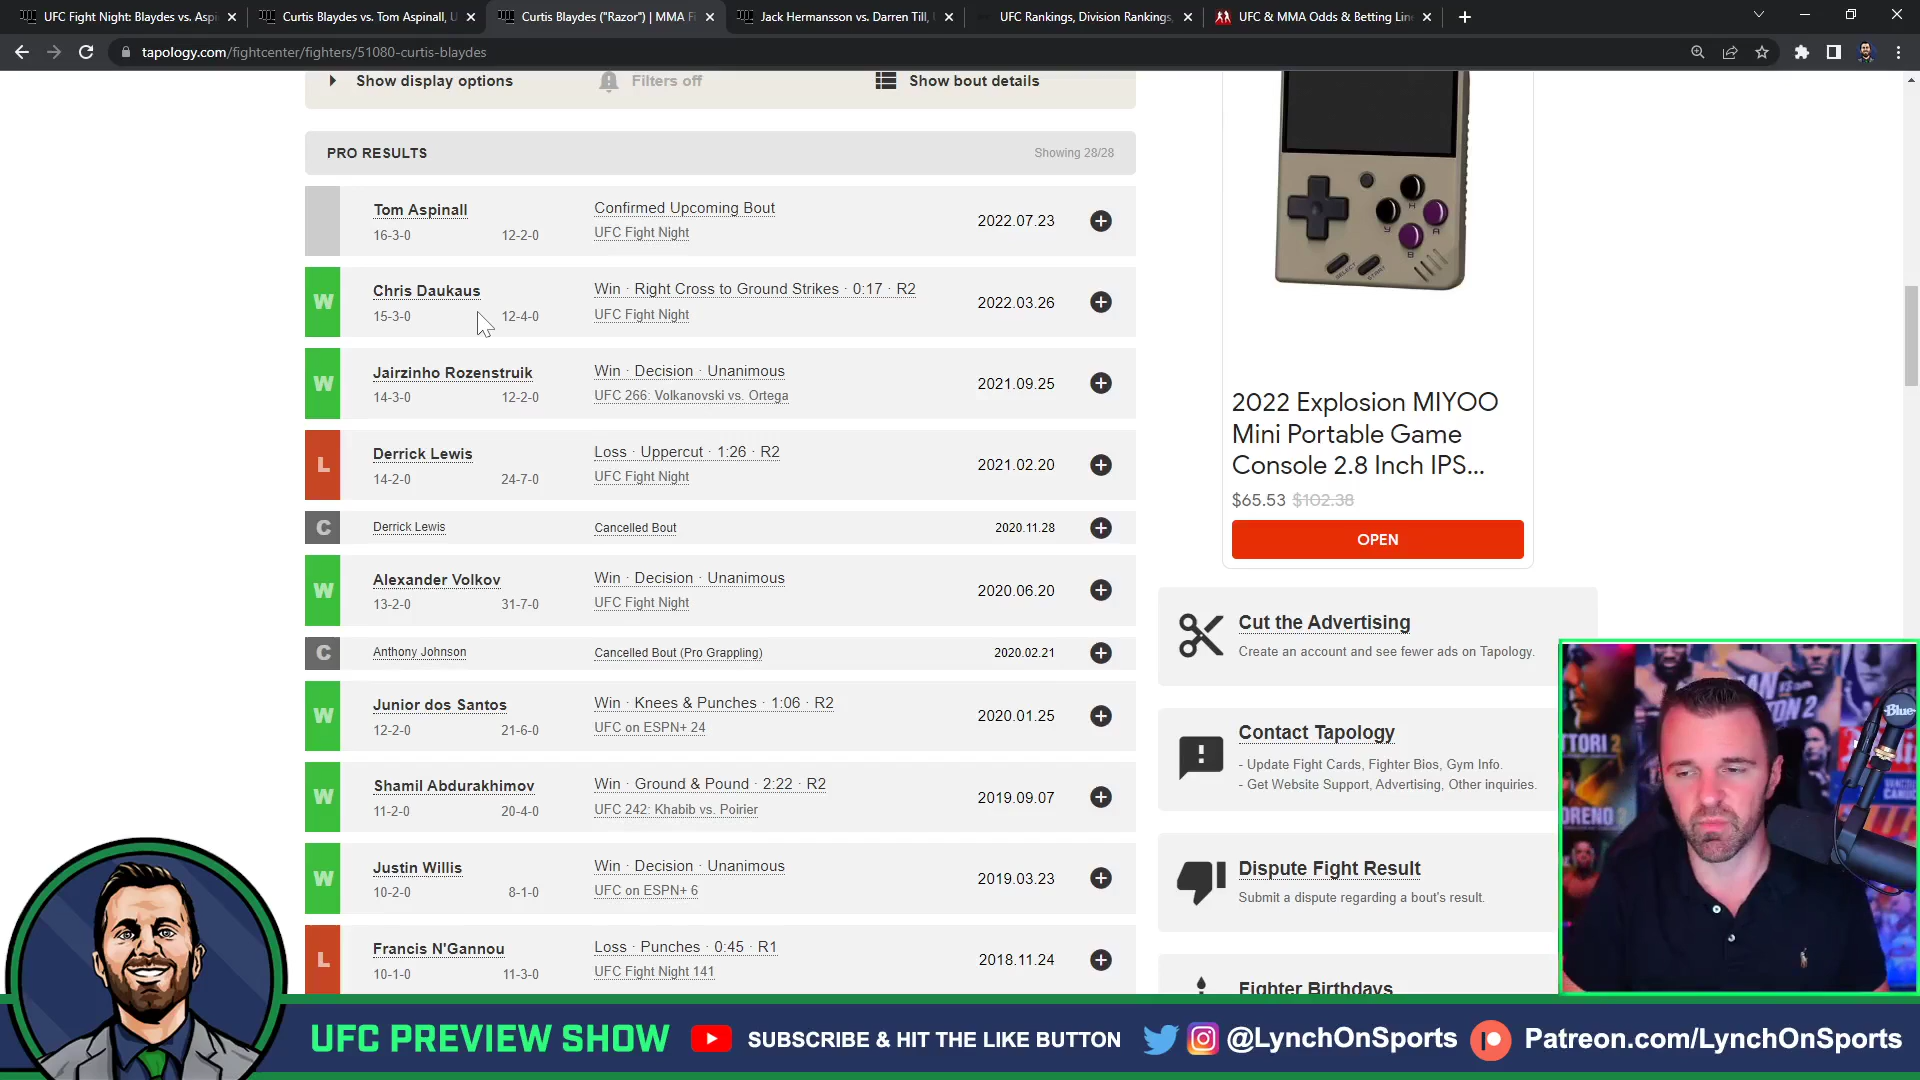 UFC Fight Night: Blaydes vs. Aspi
Curtis Blaydes vs. Tom Aspinall, U
Curtis Blaydes ("Razor") | MMA Fi
Jack Hermansson vs. Darren Till,
UFC Rankings, Division Rankings,
UFC & MMA Odds & Betting Lin
tapology.com/fightcenter/fighters/51080-curtis-blaydes
Show display options
Filters off
Show bout details
PRO RESULTS
Showing 28/28
Tom Aspinall
Confirmed Upcoming Bout
2022.07.23
16-3-0
12-2-0
UFC Fight Night
W
Chris Daukaus
Win · Right Cross to Ground Strikes · 0:17 · R2
2022.03.26
15-3-0
12-4-0
UFC Fight Night
W
Jairzinho Rozenstruik
Win · Decision · Unanimous
2021.09.25
14-3-0
12-2-0
UFC 266: Volkanovski vs. Ortega
L
Derrick Lewis
Loss · Uppercut · 1:26 · R2
2021.02.20
14-2-0
24-7-0
UFC Fight Night
C
Derrick Lewis
Cancelled Bout
2020.11.28
W
Alexander Volkov
Win · Decision · Unanimous
2020.06.20
13-2-0
31-7-0
UFC Fight Night
C
Anthony Johnson
Cancelled Bout (Pro Grappling)
2020.02.21
W
Junior dos Santos
Win · Knees & Punches · 1:06 · R2
2020.01.25
12-2-0
21-6-0
UFC on ESPN+ 24
W
Shamil Abdurakhimov
Win · Ground & Pound · 2:22 · R2
2019.09.07
11-2-0
20-4-0
UFC 242: Khabib vs. Poirier
W
Justin Willis
Win · Decision · Unanimous
2019.03.23
10-2-0
8-1-0
UFC on ESPN+ 6
L
Francis N'Gannou
Loss · Punches · 0:45 · R1
2018.11.24
10-1-0
11-3-0
UFC Fight Night 141
SELECT
START
Y
A
B
2022 Explosion MIYOO
Mini Portable Game
Console 2.8 Inch IPS...
$65.53 $102.38
OPEN
Cut the Advertising
Create an account and see fewer ads on Tapology.
Contact Tapology
- Update Fight Cards, Fighter Bios, Gym Info.
- Get Website Support, Advertising, Other inquiries.
Dispute Fight Result
Submit a dispute regarding a bout's result.
Fighter Birthdays
Blue
TTORI 2
TON 2
ORENO 2
UFC PREVIEW SHOW
SUBSCRIBE & HIT THE LIKE BUTTON
@LynchOnSports
Patreon.com/LynchOnSports